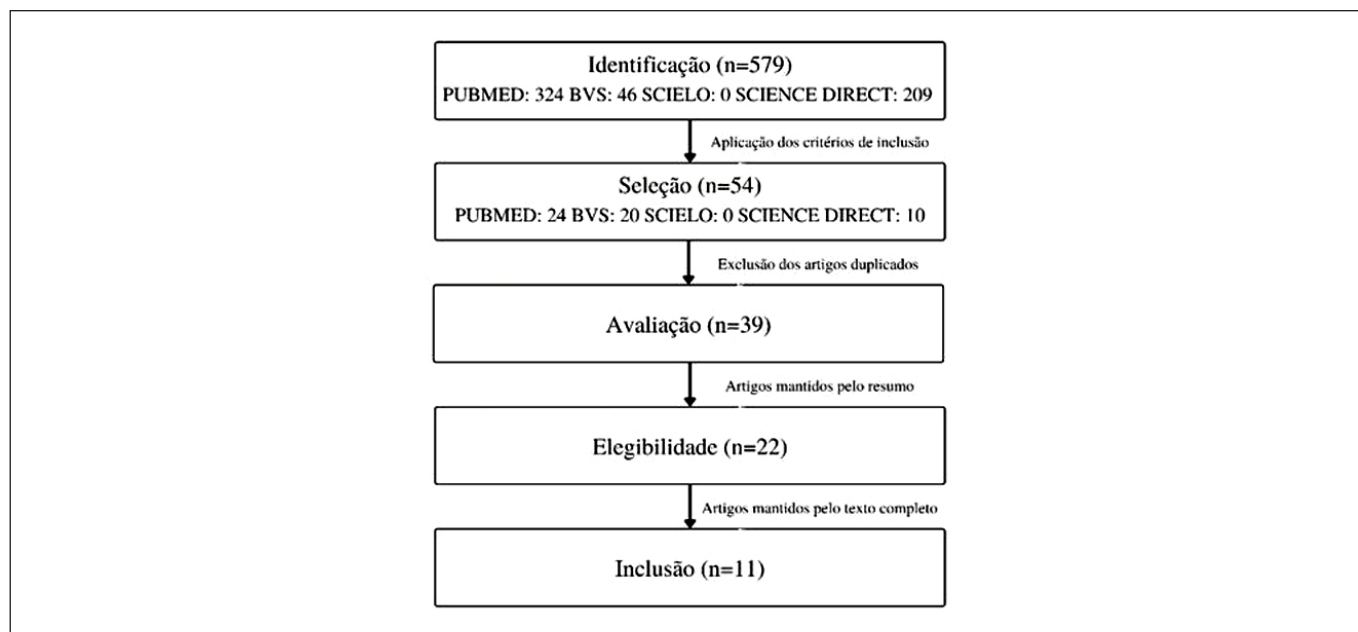 Identificação (n=579)
PUBMED: 324 BVS: 46 SCIELO: 0 SCIENCE DIRECT: 209
Aplicação dos critérios de inclusão
Seleção (n=54)
PUBMED: 24 BVS: 20 SCIELO: 0 SCIENCE DIRECT: 10
Exclusão dos artigos duplicados
Avaliação (n=39)
Artigos mantidos pelo resumo
Elegibilidade (n=22)
Artigos mantidos pelo texto completo
Inclusão (n=11)